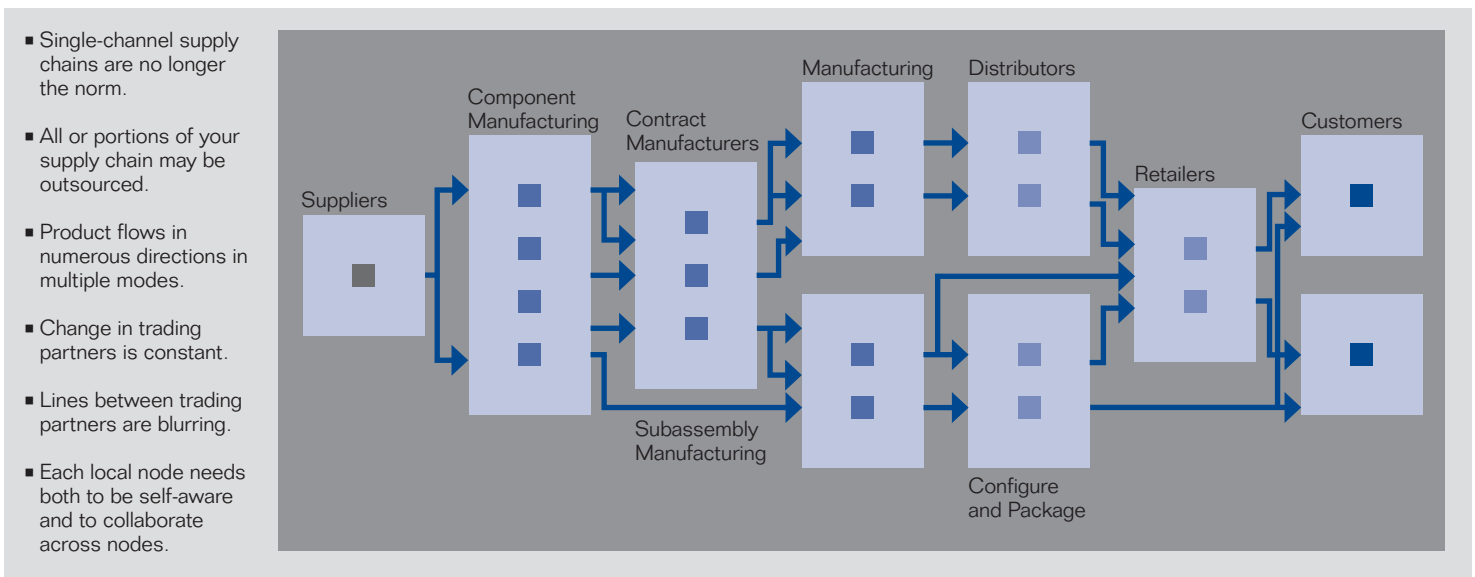 ■ Single-channel supply
chains are no longer
the norm.
■ All or portions of your
supply chain may be
outsourced.
■ Product flows in
numerous directions in
multiple modes.
■ Change in trading
partners is constant.
■ Lines between trading
partners are blurring.
■ Each local node needs
both to be self-aware
and to collaborate
across nodes.
Suppliers
Component
Manufacturing
Contract
Manufacturers
Manufacturing
Distributors
Retailers
Customers
Subassembly
Manufacturing
Configure
and Package